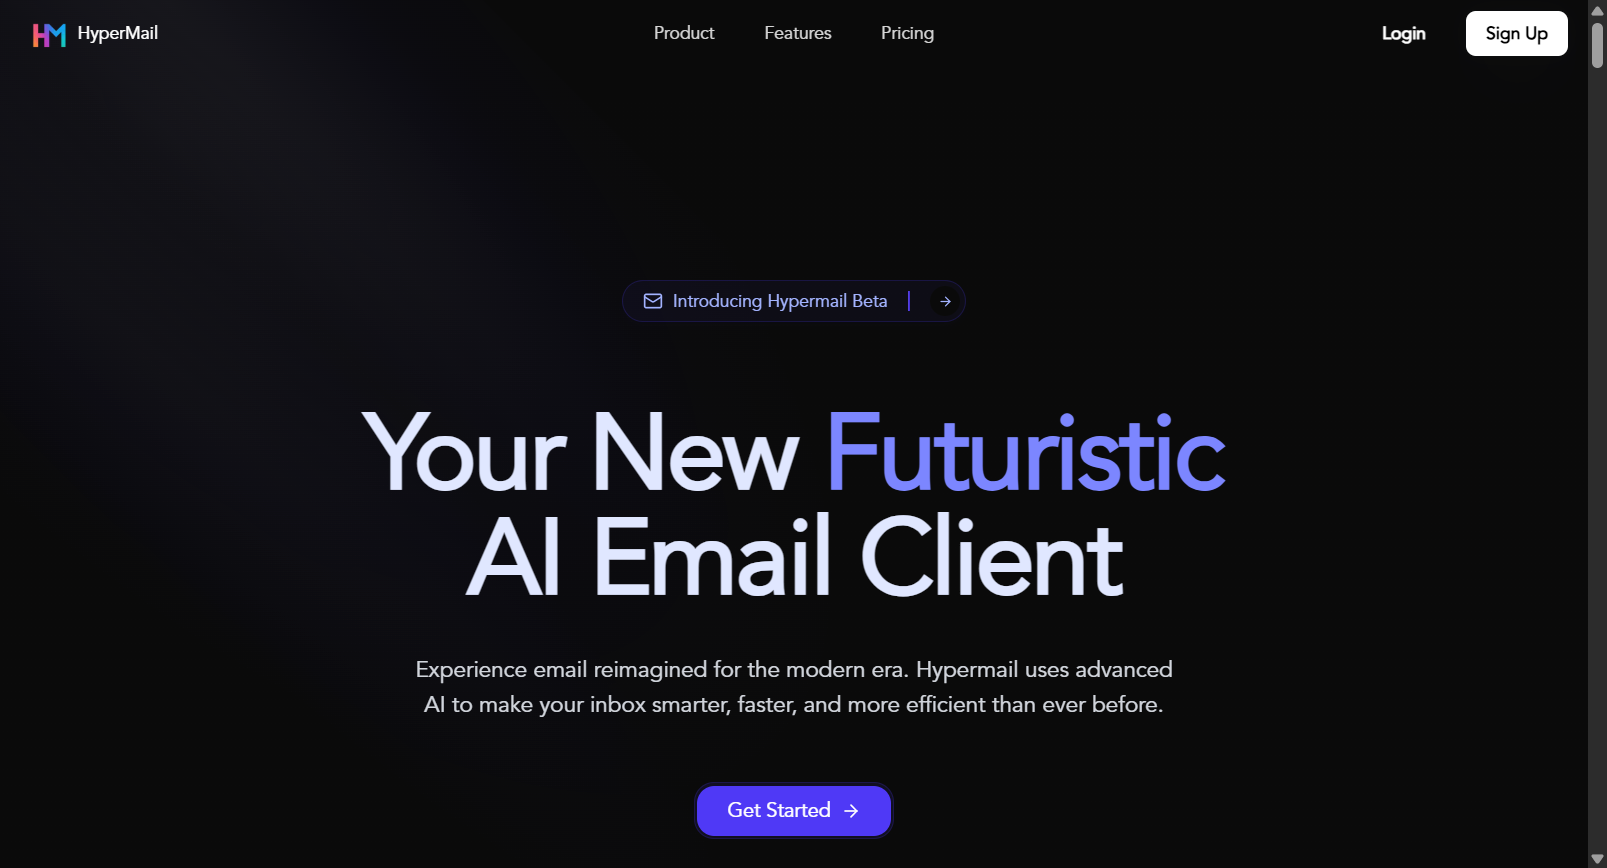 HM HyperMail
Product Features Pricing
Login Sign Up
Introducing Hypermail Beta
Your New Futuristic
AI Email Client
Experience email reimagined for the modern era. Hypermail uses advanced
AI to make your inbox smarter, faster, and more efficient than ever before.
Get Started